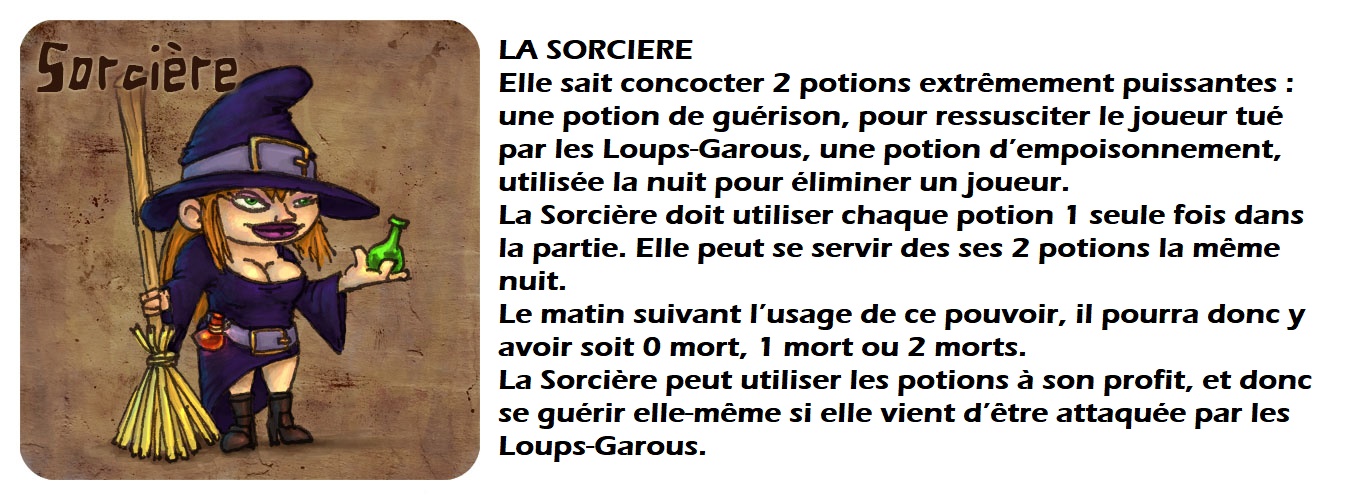 Sorcière
LA SORCIERE
Elle sait concocter 2 potions extrêmement puissantes :
une potion de guérison, pour ressusciter le joueur tué
par les Loups-Garous, une potion d’empoisonnement,
utilisée la nuit pour éliminer un joueur.
La Sorcière doit utiliser chaque potion 1 seule fois dans
la partie. Elle peut se servir des ses 2 potions la même
nuit.
Le matin suivant l’usage de ce pouvoir, il pourra donc y
avoir soit 0 mort, 1 mort ou 2 morts.
La Sorcière peut utiliser les potions à son profit, et donc
se guérir elle-même si elle vient d’être attaquée par les
Loups-Garous.